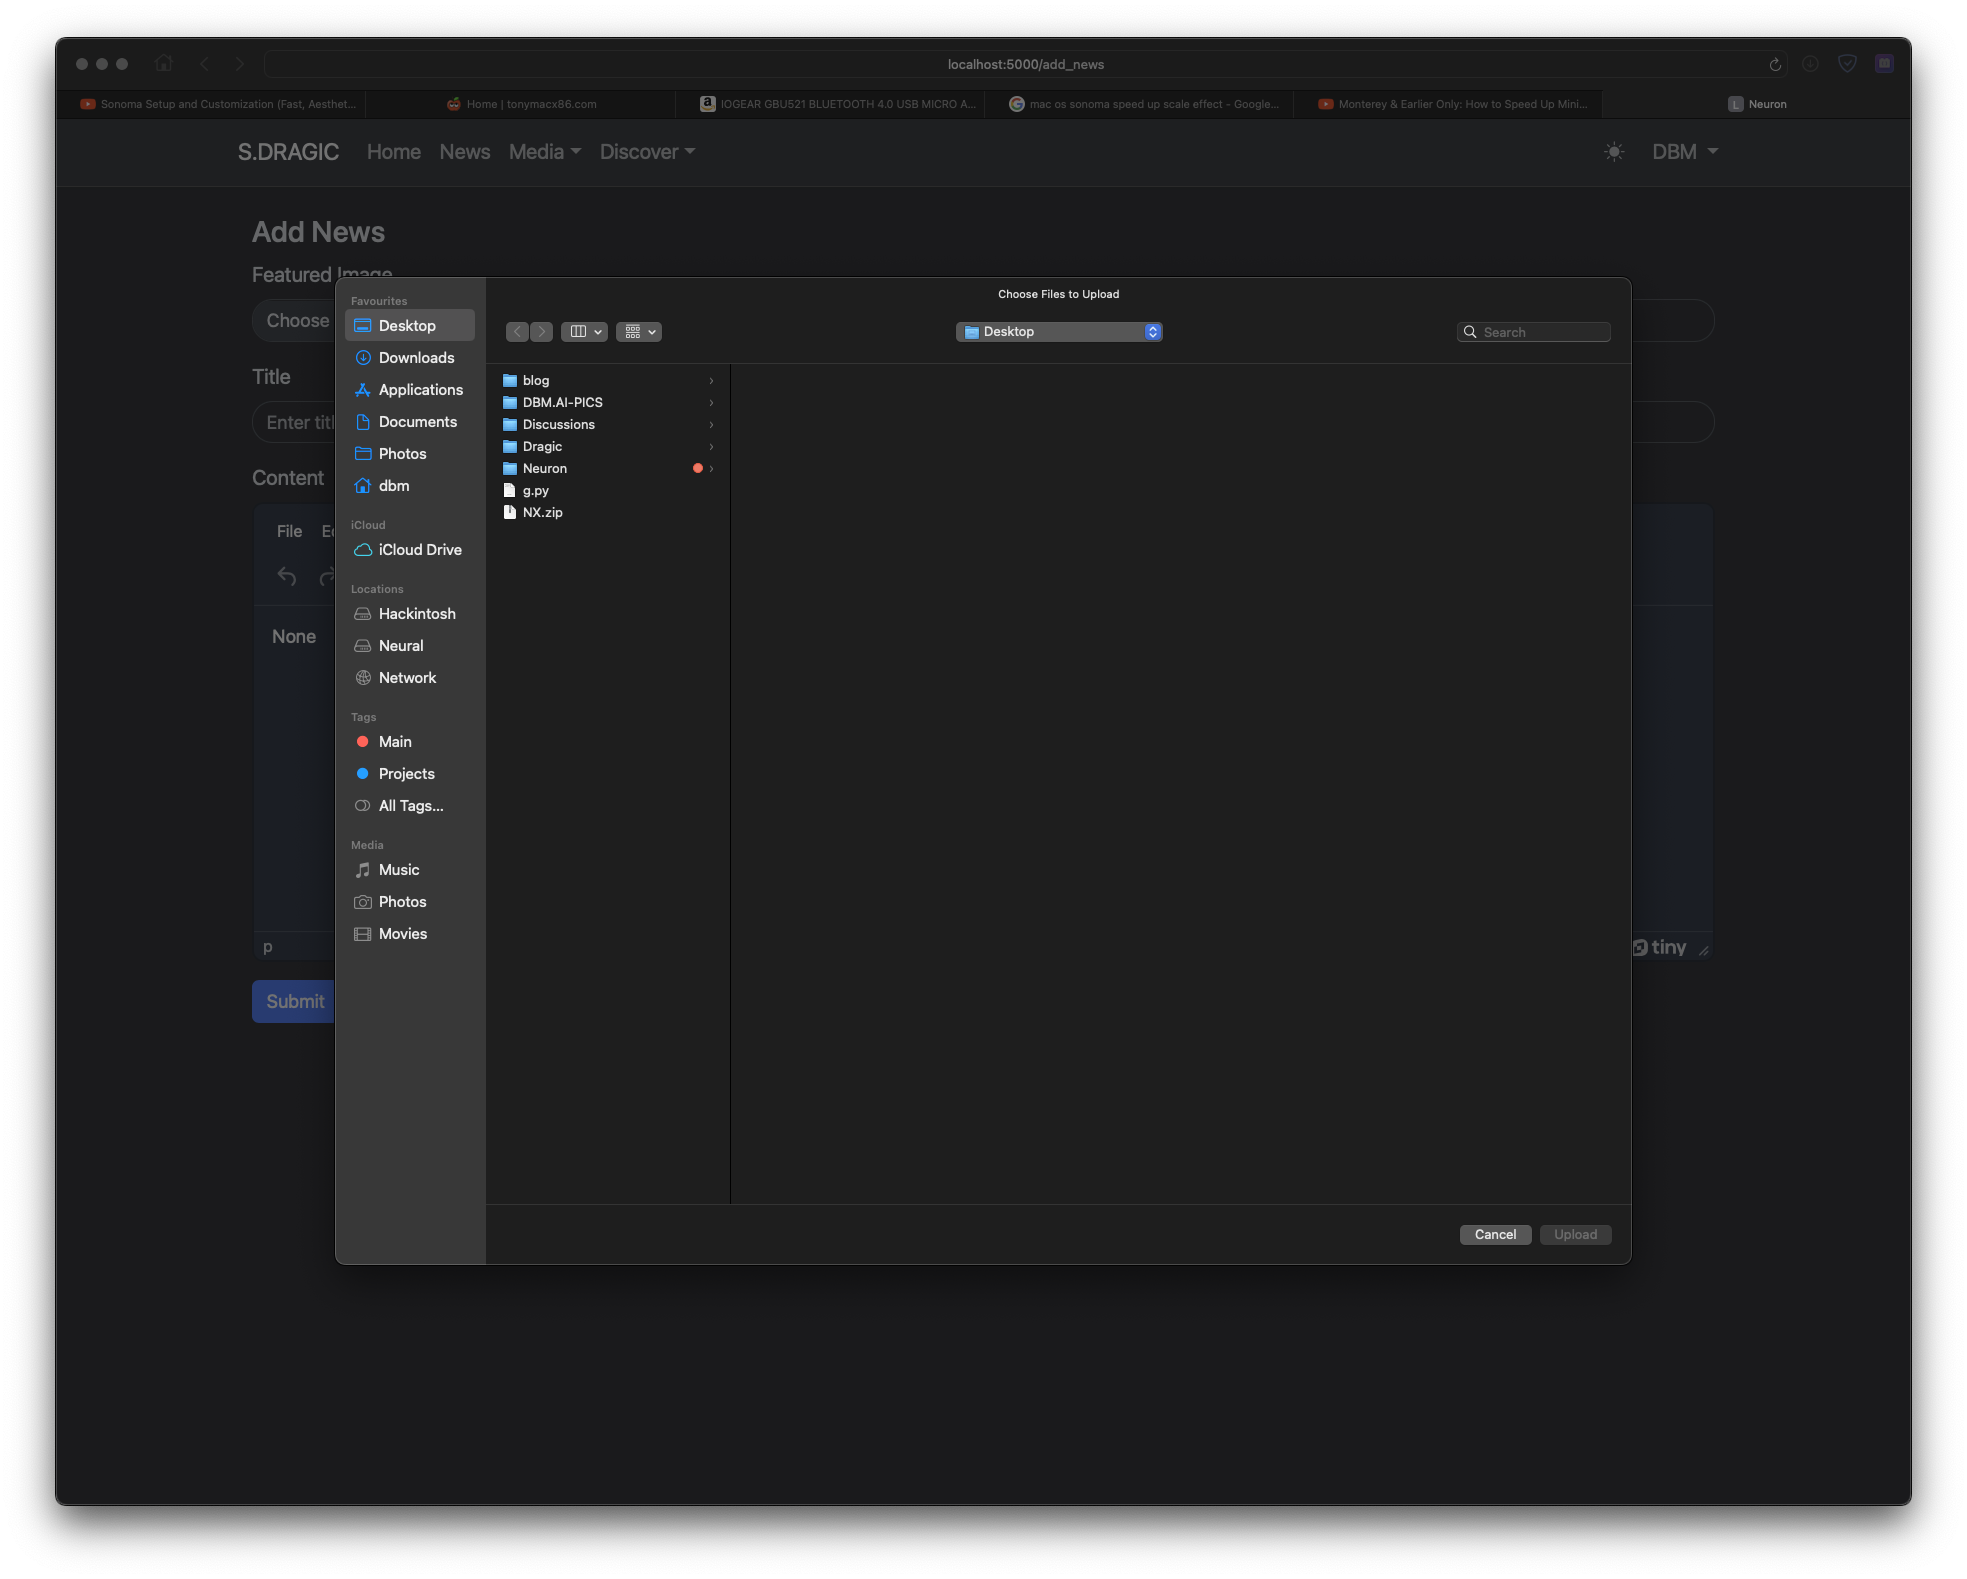 localhost:5000/add_news
Sonoma Setup and Customization (Fast, Aesthet...
Home | tonymacx86.com
IOGEAR GBU521 BLUETOOTH 4.0 USB MICRO A...
mac os sonoma speed up scale effect - Google...
Monterey & Earlier Only: How to Speed Up Mini...
L Neuron
S.DRAGIC Home News Media Discover DBM
Add News
Featured Image
Choose
Title
Enter titl
Content
File
None
p
tiny
Submit
Choose Files to Upload
Desktop
Search
Favourites
Desktop
Downloads
Applications
Documents
Photos
dbm
iCloud
iCloud Drive
Locations
Hackintosh
Neural
Network
Tags
Main
Projects
All Tags...
Media
Music
Photos
Movies
blog
DBM.AI-PICS
Discussions
Dragic
Neuron
g.py
NX.zip
Cancel Upload